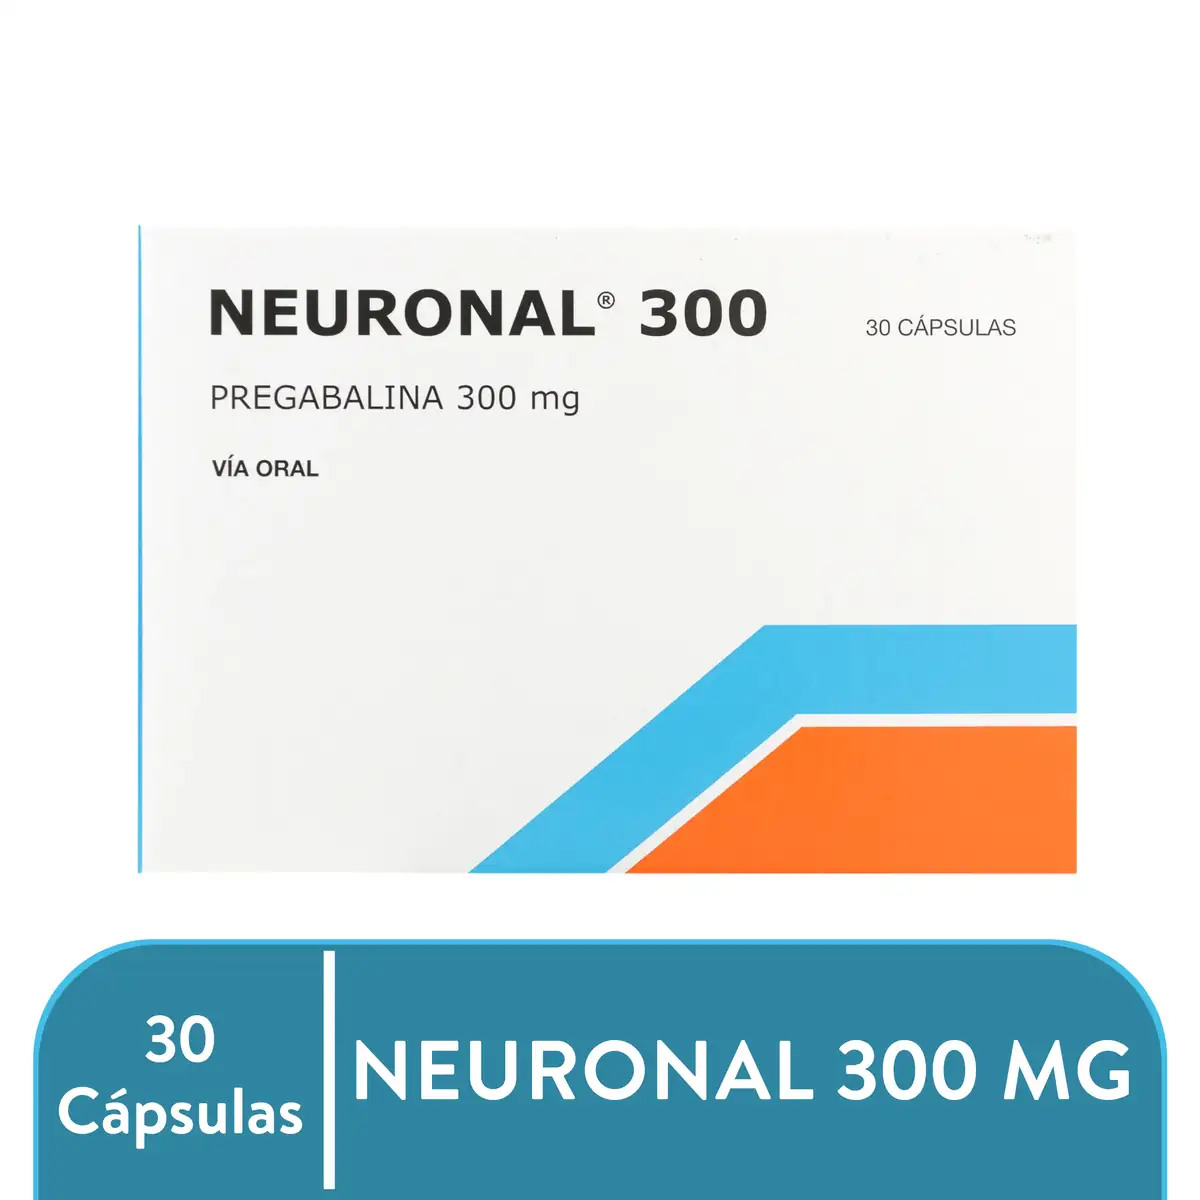 NEURONAL® 300
30 CÁPSULAS
PREGABALINA 300 mg
VÍA ORAL
30
Cápsulas
NEURONAL 300 MG